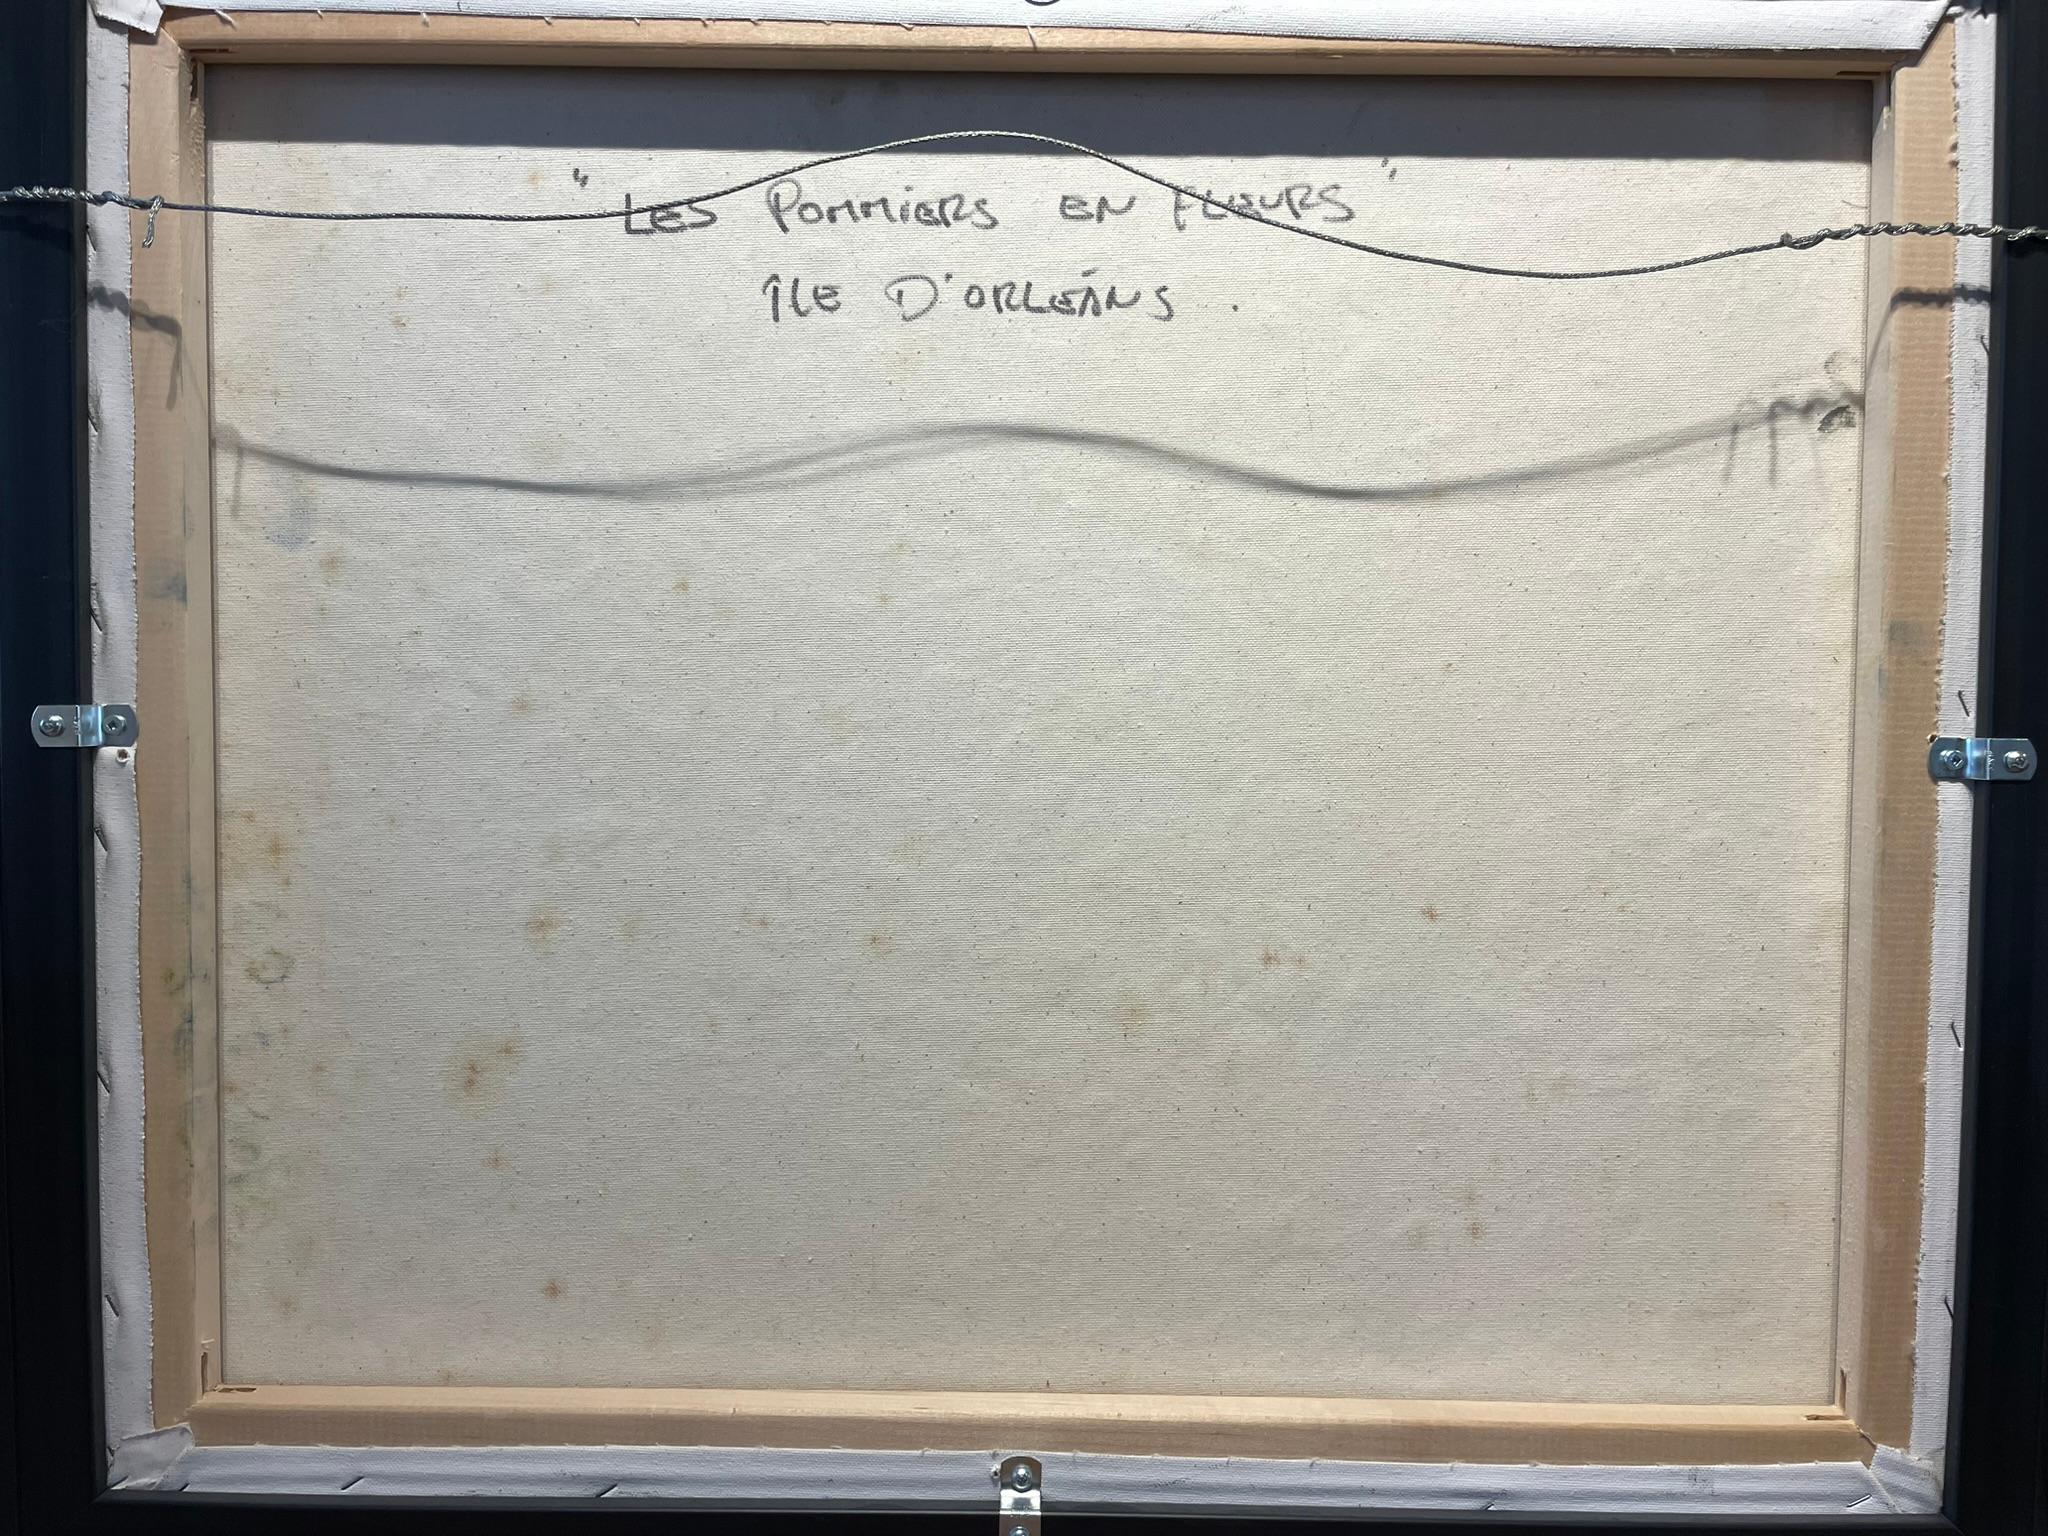 "LES POMMIERS EN FLEURS"
ÎLE D'ORLÉANS.